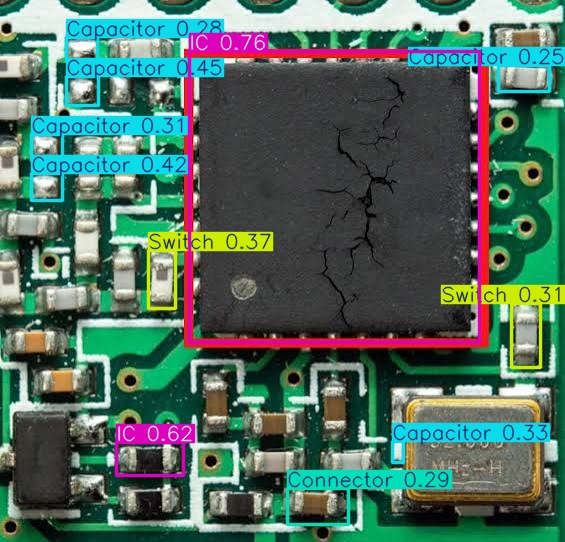 Capacitor 0.28
IC 0.76
Capacitor 0.45
Capacitor 0.25
Capacitor 0.31
Capacitor 0.42
Switch 0.37
Switch 0.31
IC 0.62
Capacitor 0.33
MHz-H
Connector 0.29